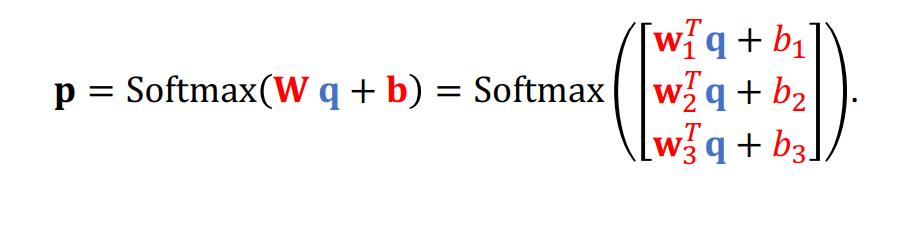 𝐩 = Softmax(𝐖 𝐪 + 𝐛) = Softmax([𝐰₁ᵀ𝐪 + b₁
𝐰₂ᵀ𝐪 + b₂
𝐰₃ᵀ𝐪 + b₃]).